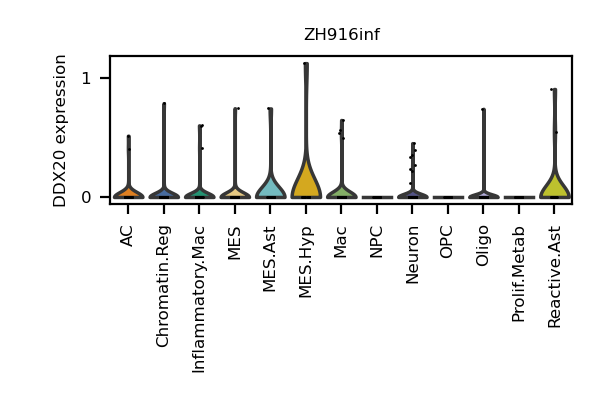 ZH916inf
DDX20 expression
1
0
AC
Chromatin.Reg
Inflammatory.Mac
MES
MES.Ast
MES.Hyp
Mac
NPC
Neuron
OPC
Oligo
Prolif.Metab
Reactive.Ast